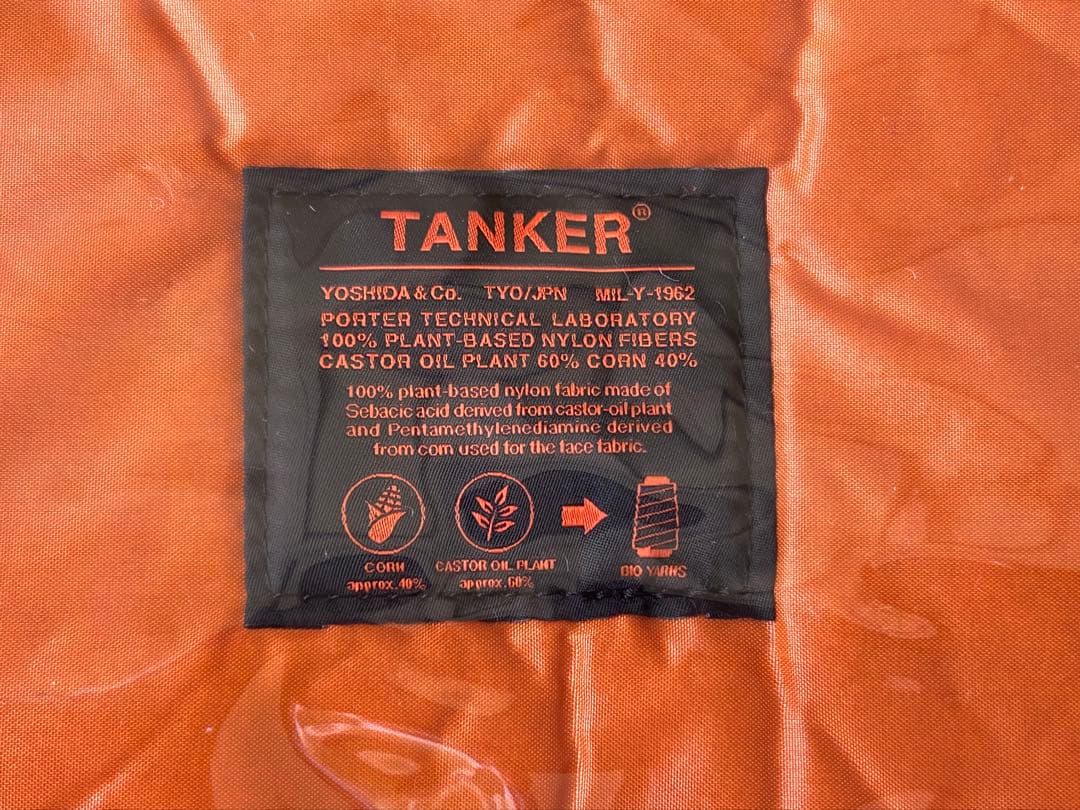 TANKER®
YOSHIDA & Co. TYO/JPN MIL-Y-1962
PORTER TECHNICAL LABORATORY
100% PLANT-BASED NYLON FIBERS
CASTOR OIL PLANT 60% CORN 40%
100% plant-based nylon fabric made of
Sebacic acid derived from castor-oil plant
and Pentamethylenediamine derived
from corn used for the face fabric.
CORN CASTOR OIL PLANT BIO YARNS
approx.40% approx.60%